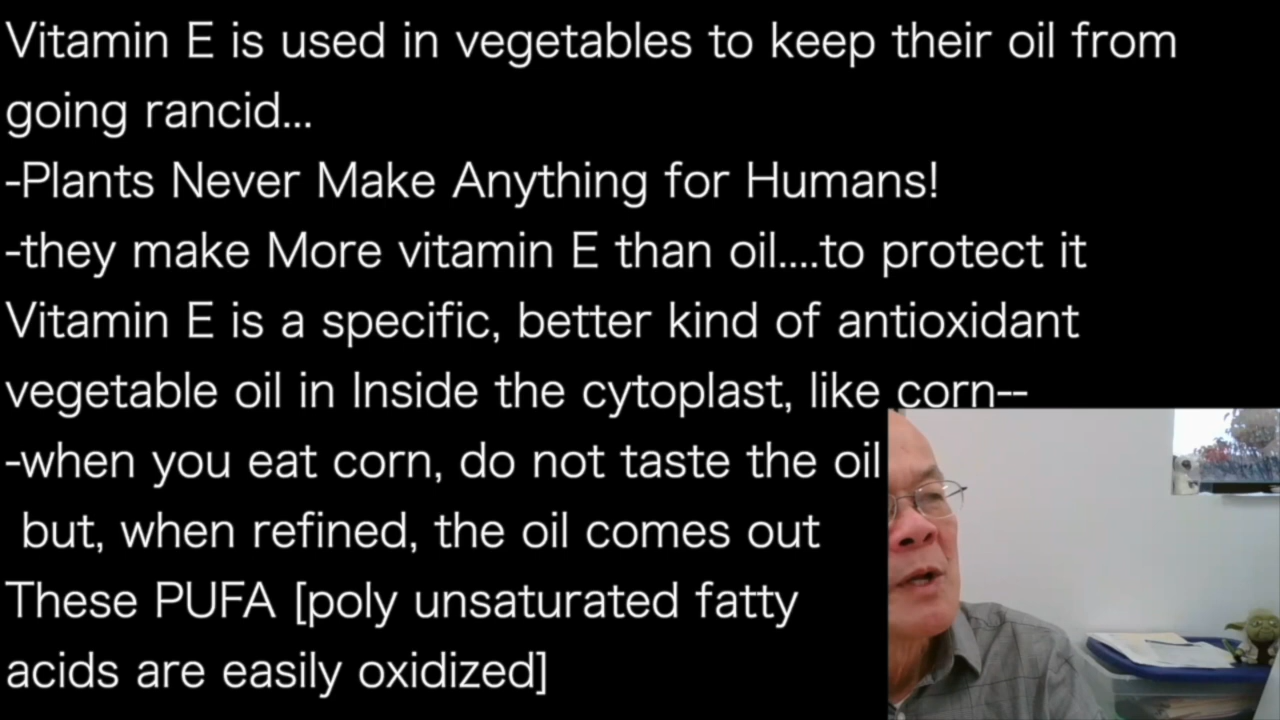 Vitamin E is used in vegetables to keep their oil from
going rancid...
-Plants Never Make Anything for Humans!
-they make More vitamin E than oil....to protect it
Vitamin E is a specific, better kind of antioxidant
vegetable oil in Inside the cytoplast, like corn--
-when you eat corn, do not taste the oil
but, when refined, the oil comes out
These PUFA [poly unsaturated fatty
acids are easily oxidized]